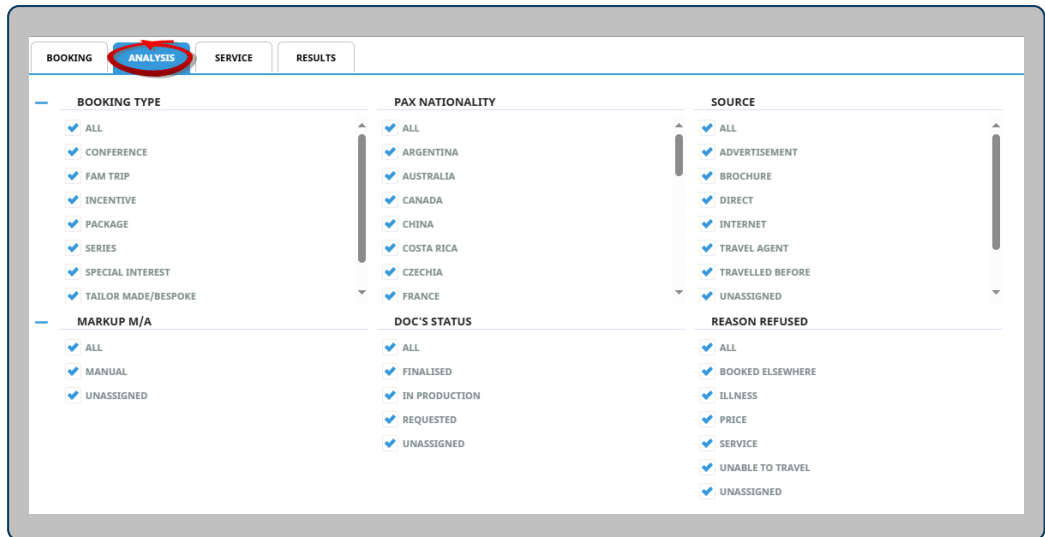 BOOKING ANALYSIS SERVICE RESULTS
BOOKING TYPE
ALL
CONFERENCE
FAM TRIP
INCENTIVE
PACKAGE
SERIES
SPECIAL INTEREST
TAILOR MADE/BESPOKE
PAX NATIONALITY
ALL
ARGENTINA
AUSTRALIA
CANADA
CHINA
COSTA RICA
CZECHIA
FRANCE
SOURCE
ALL
ADVERTISEMENT
BROCHURE
DIRECT
INTERNET
TRAVEL AGENT
TRAVELLED BEFORE
UNASSIGNED
MARKUP M/A
ALL
MANUAL
UNASSIGNED
DOC'S STATUS
ALL
FINALISED
IN PRODUCTION
REQUESTED
UNASSIGNED
REASON REFUSED
ALL
BOOKED ELSEWHERE
ILLNESS
PRICE
SERVICE
UNABLE TO TRAVEL
UNASSIGNED